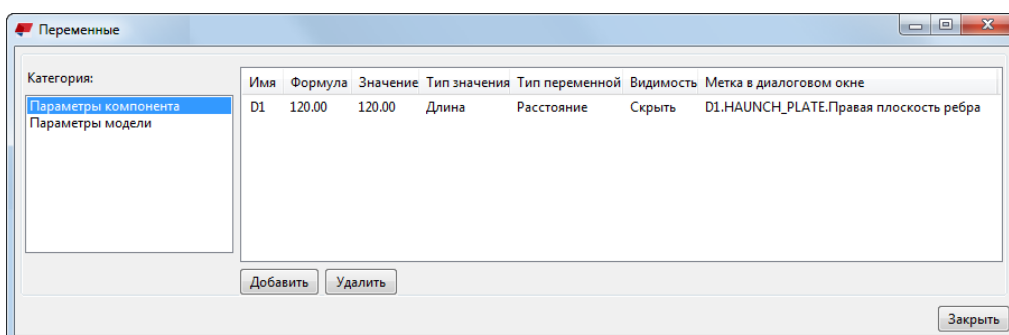 Переменные
Категория:
Параметры компонента
Параметры модели
Имя Формула Значение Тип значения Тип переменной Видимость Метка в диалоговом окне
D1 120.00 120.00 Длина Расстояние Скрыть D1.HAUNCH_PLATE.Правая плоскость ребра
Добавить Удалить
Закрыть